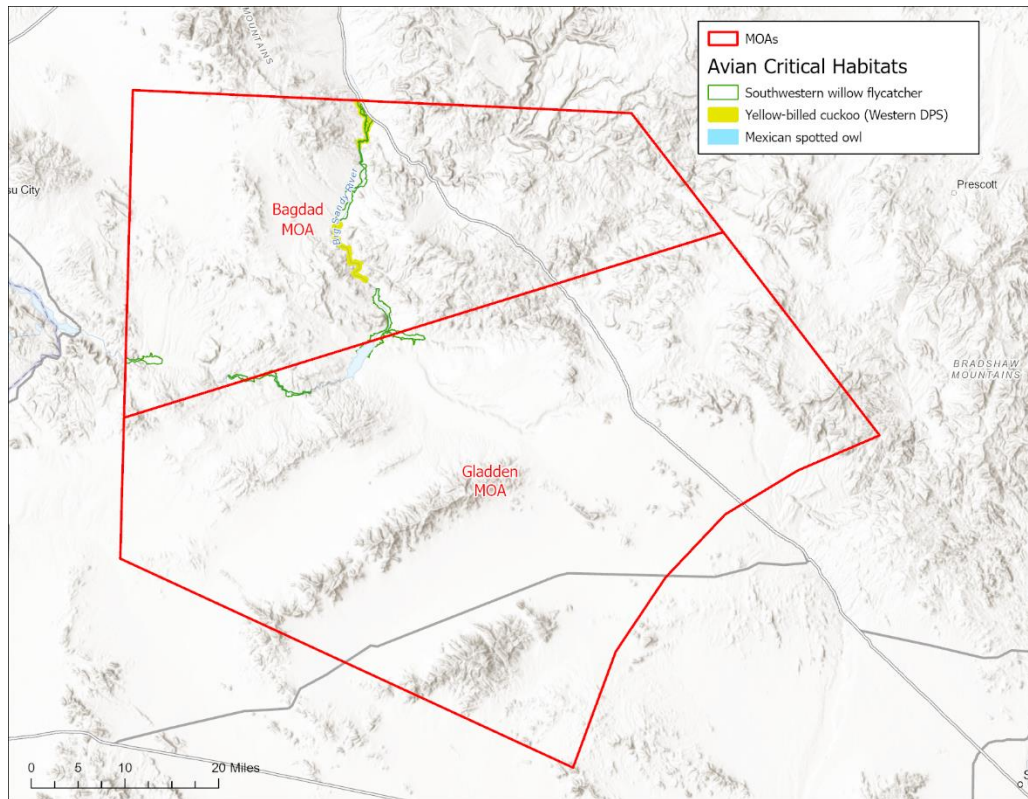 MOAs
Avian Critical Habitats
Southwestern willow flycatcher
Yellow-billed cuckoo (Western DPS)
Mexican spotted owl
MOUNTAINS
su City
Prescott
Big Sandy River
Bagdad
MOA
BRADSHAW
MOUNTAINS
Gladden
MOA
0 5 10 20 Miles
S